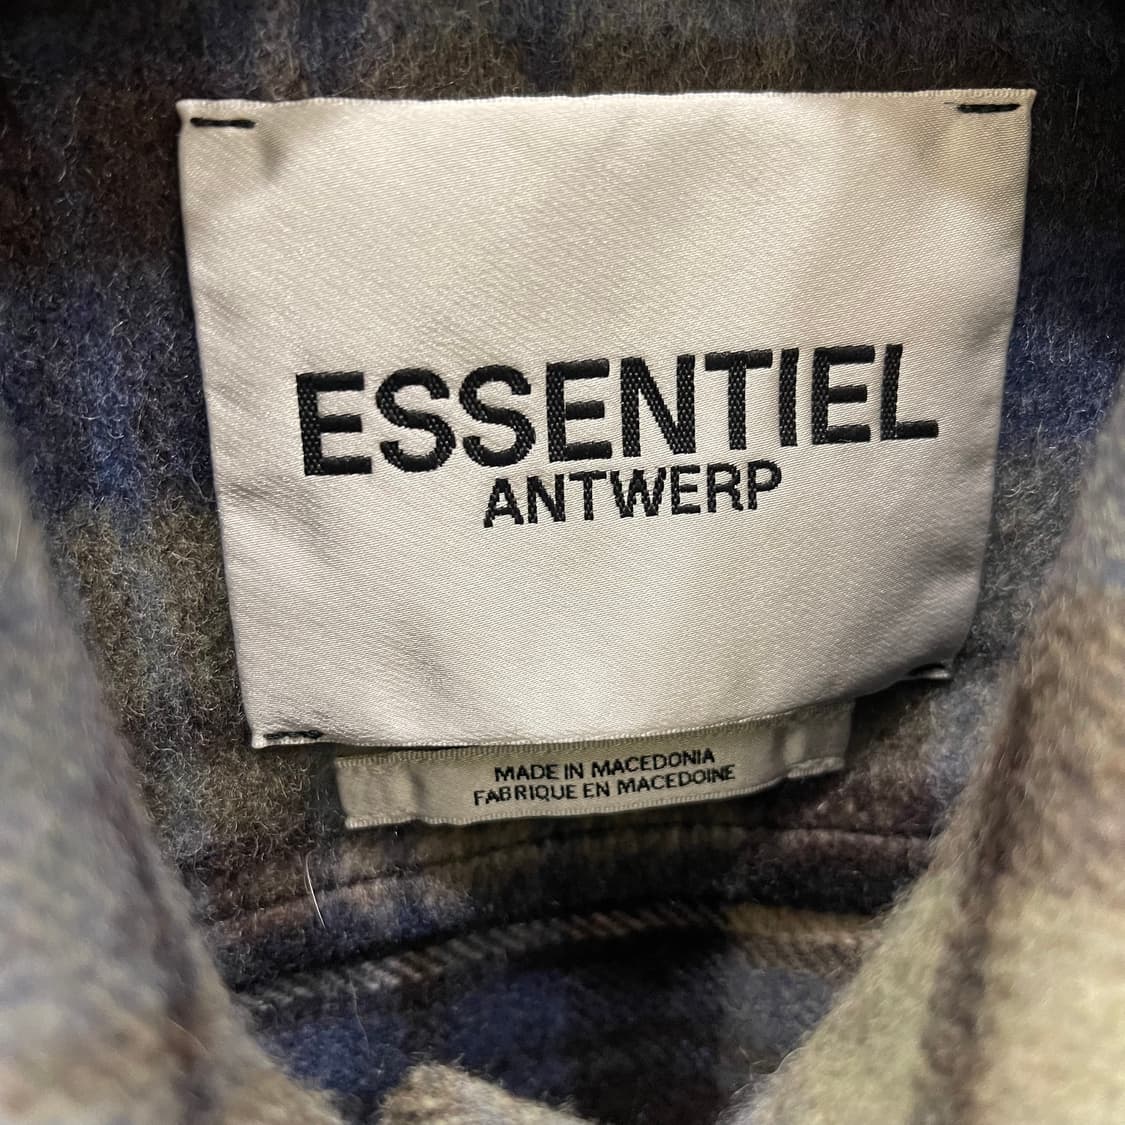 ESSENTIEL
ANTWERP
MADE IN MACEDONIA
FABRIQUE EN MACEDOINE